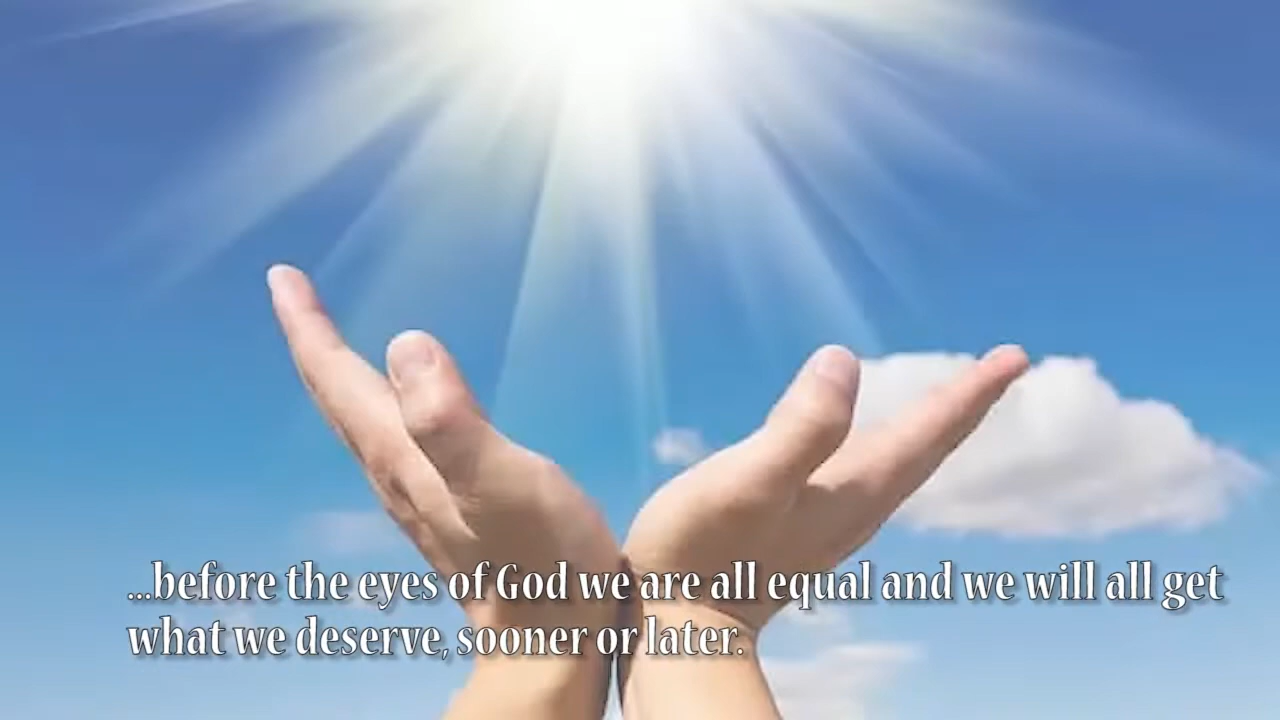 ...before the eyes of God we are all equal and we will all get
what we deserve, sooner or later.